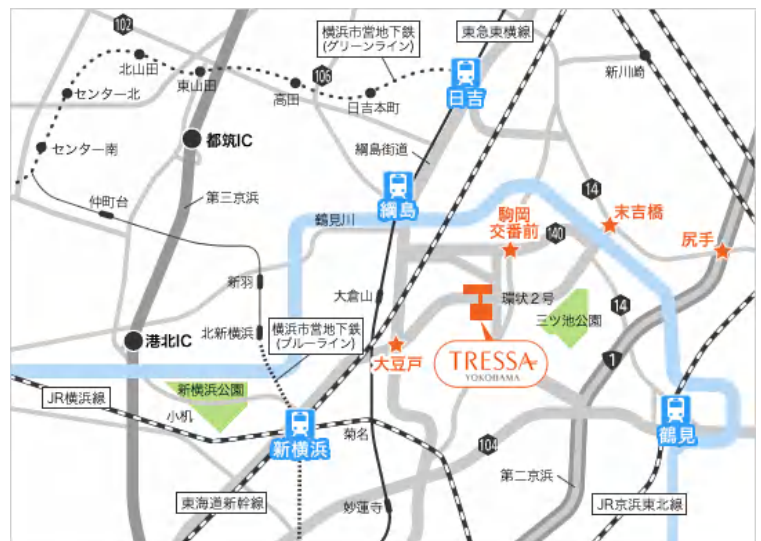 102
横浜市営地下鉄
(グリーンライン)
東急東横線
北山田
東山田
106
新川崎
センター北
高田
日吉本町
日吉
都筑IC
綱島街道
センター南
14
第三京浜
綱島
仲町台
鶴見川
駒岡
交番前
末吉橋
140
尻手
新羽
大倉山
環状2号
14
三ツ池公園
北新横浜
横浜市営地下鉄
(ブルーライン)
港北IC
大豆戸
TRESSA
YOKOHAMA
1
新横浜公園
JR横浜線
小机
新横浜
菊名
鶴見
104
第二京浜
東海道新幹線
妙蓮寺
JR京浜東北線